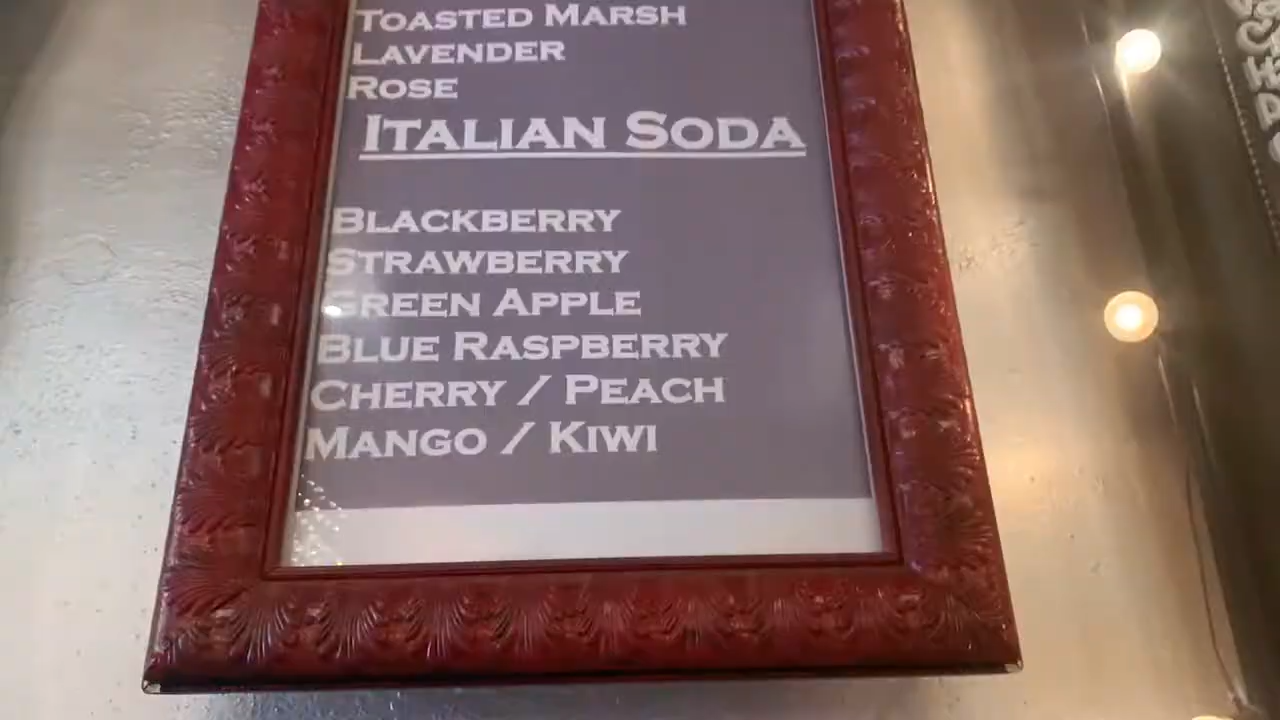 TOASTED MARSH
LAVENDER
ROSE
ITALIAN SODA
BLACKBERRY
STRAWBERRY
GREEN APPLE
BLUE RASPBERRY
CHERRY / PEACH
MANGO / KIWI